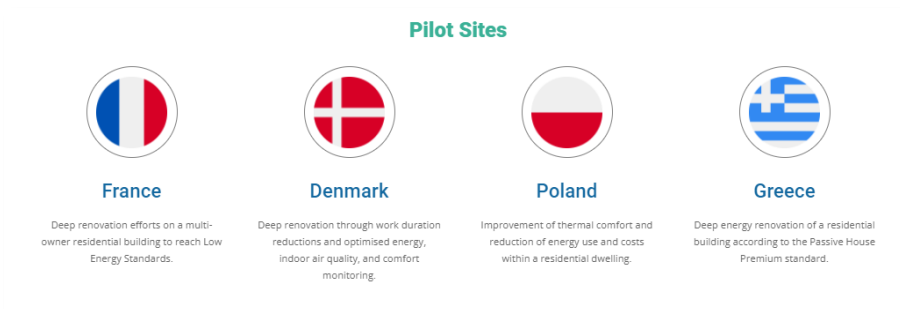 Pilot Sites
France
Deep renovation efforts on a multi-
owner residential building to reach Low
Energy Standards.
Denmark
Deep renovation through work duration
reductions and optimised energy,
indoor air quality, and comfort
monitoring.
Poland
Improvement of thermal comfort and
reduction of energy use and costs
within a residential dwelling.
Greece
Deep energy renovation of a residential
building according to the Passive House
Premium standard.